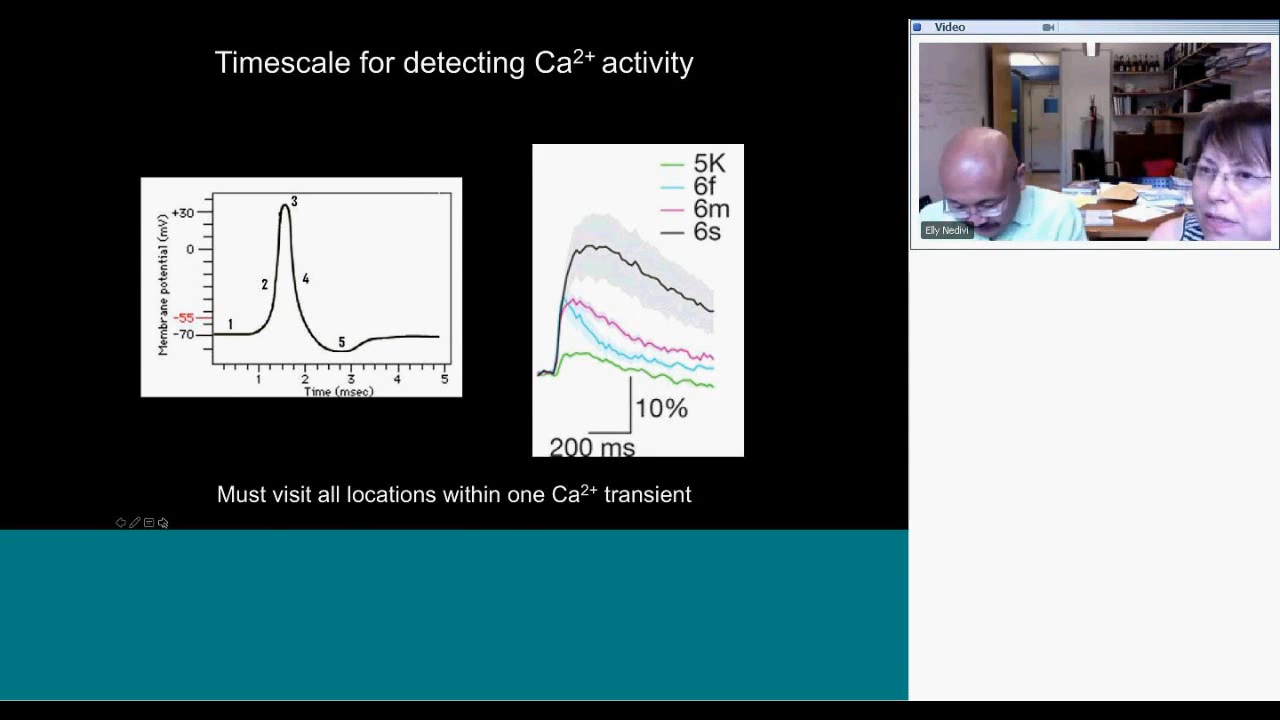 Timescale for detecting Ca2+ activity
Membrane potential (mV)
+30
0
-55
-70
1
2
3
4
5
1 2 3 4 5
Time (msec)
5K
6f
6m
6s
10%
200 ms
Must visit all locations within one Ca2+ transient
Video
Elly Nedivi